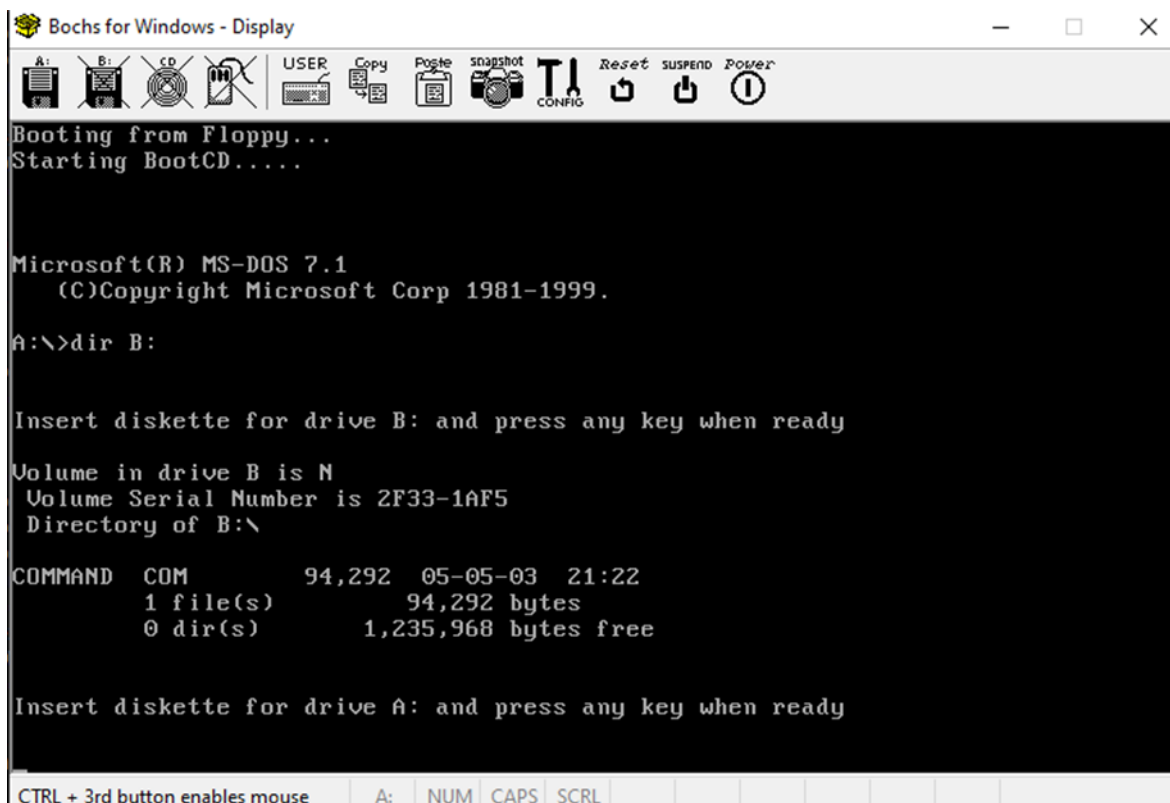 Bochs for Windows - Display
A: B: CD USER Copy Paste snapshot CONFIG Reset SUSPEND Power
Booting from Floppy...
Starting BootCD.....
Microsoft(R) MS-DOS 7.1
(C)Copyright Microsoft Corp 1981-1999.
A:\>dir B:
Insert diskette for drive B: and press any key when ready
Volume in drive B is N
Volume Serial Number is 2F33-1AF5
Directory of B:\
COMMAND COM 94,292 05-05-03 21:22
1 file(s) 94,292 bytes
0 dir(s) 1,235,968 bytes free
Insert diskette for drive A: and press any key when ready
CTRL + 3rd button enables mouse A: NUM CAPS SCRL